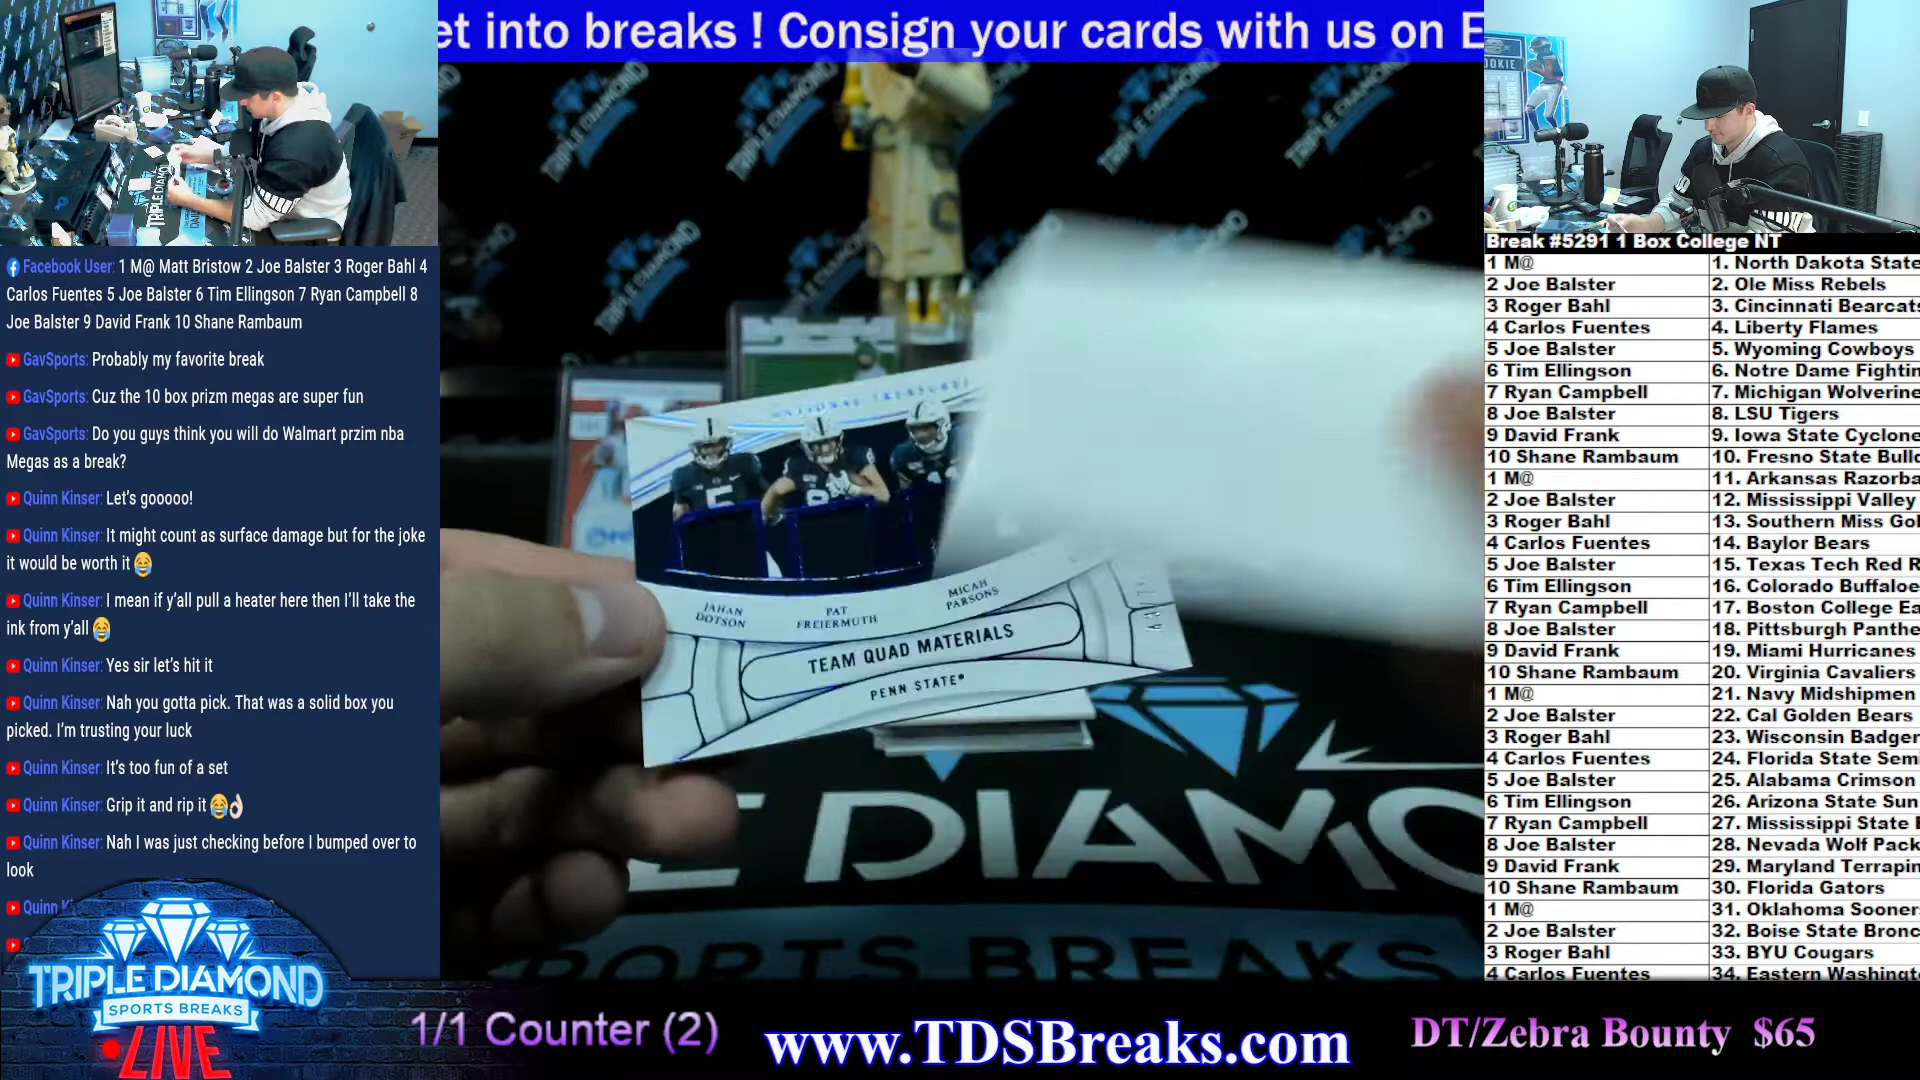 et into breaks ! Consign your cards with us on E
Facebook User: 1 M@ Matt Bristow 2 Joe Balster 3 Roger Bahl 4
Carlos Fuentes 5 Joe Balster 6 Tim Ellingson 7 Ryan Campbell 8
Joe Balster 9 David Frank 10 Shane Rambaum
GavSports: Probably my favorite break
GavSports: Cuz the 10 box prizm megas are super fun
GavSports: Do you guys think you will do Walmart przim nba
Megas as a break?
Quinn Kinser: Let's gooooo!
Quinn Kinser: It might count as surface damage but for the joke
it would be worth it 😂
Quinn Kinser: I mean if y'all pull a heater here then I'll take the
ink from y'all 😂
Quinn Kinser: Yes sir let's hit it
Quinn Kinser: Nah you gotta pick. That was a solid box you
picked. I'm trusting your luck
Quinn Kinser: It's too fun of a set
Quinn Kinser: Grip it and rip it 😂👌🏻
Quinn Kinser: Nah I was just checking before I bumped over to
look
Quinn
TRIPLE DIAMOND
SPORTS BREAKS
LIVE
NATIONAL TREASURES
JAHAN
DOTSON
PAT
FREIERMUTH
MICAH
PARSONS
TEAM QUAD MATERIALS
PENN STATE®
E DIAMO
SPORTS BREAKS
Break #5291 1 Box College NT
1 M@ 1. North Dakota State
2 Joe Balster 2. Ole Miss Rebels
3 Roger Bahl 3. Cincinnati Bearcats
4 Carlos Fuentes 4. Liberty Flames
5 Joe Balster 5. Wyoming Cowboys
6 Tim Ellingson 6. Notre Dame Fightin
7 Ryan Campbell 7. Michigan Wolverine
8 Joe Balster 8. LSU Tigers
9 David Frank 9. Iowa State Cyclone
10 Shane Rambaum 10. Fresno State Bulld
1 M@ 11. Arkansas Razorba
2 Joe Balster 12. Mississippi Valley
3 Roger Bahl 13. Southern Miss Gol
4 Carlos Fuentes 14. Baylor Bears
5 Joe Balster 15. Texas Tech Red R
6 Tim Ellingson 16. Colorado Buffaloe
7 Ryan Campbell 17. Boston College Ea
8 Joe Balster 18. Pittsburgh Panthe
9 David Frank 19. Miami Hurricanes
10 Shane Rambaum 20. Virginia Cavaliers
1 M@ 21. Navy Midshipmen
2 Joe Balster 22. Cal Golden Bears
3 Roger Bahl 23. Wisconsin Badger
4 Carlos Fuentes 24. Florida State Semi
5 Joe Balster 25. Alabama Crimson
6 Tim Ellingson 26. Arizona State Sun
7 Ryan Campbell 27. Mississippi State
8 Joe Balster 28. Nevada Wolf Pack
9 David Frank 29. Maryland Terrapin
10 Shane Rambaum 30. Florida Gators
1 M@ 31. Oklahoma Sooner
2 Joe Balster 32. Boise State Bronc
3 Roger Bahl 33. BYU Cougars
4 Carlos Fuentes 34. Eastern Washingt
1/1 Counter (2)
www.TDSBreaks.com
DT/Zebra Bounty $65